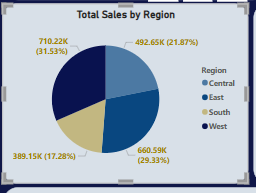 Total Sales by Region
710.22K
(31.53%)
492.65K (21.87%)
Region
Central
East
South
West
389.15K (17.28%)
660.59K
(29.33%)